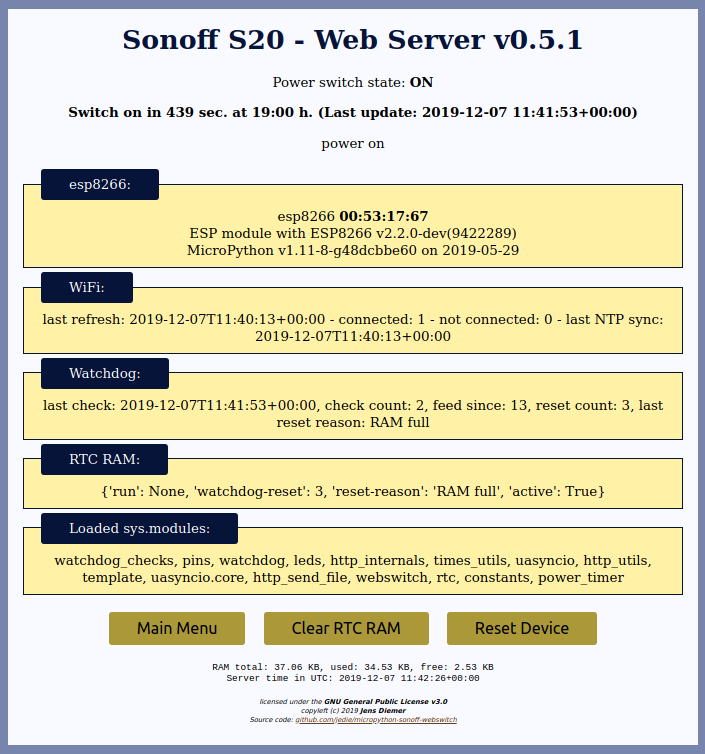 Sonoff S20 - Web Server v0.5.1
Power switch state: ON
Switch on in 439 sec. at 19:00 h. (Last update: 2019-12-07 11:41:53+00:00)
power on
esp8266:
esp8266 00:53:17:67
ESP module with ESP8266 v2.2.0-dev(9422289)
MicroPython v1.11-8-g48dcbbe60 on 2019-05-29
WiFi:
last refresh: 2019-12-07T11:40:13+00:00 - connected: 1 - not connected: 0 - last NTP sync:
2019-12-07T11:40:13+00:00
Watchdog:
last check: 2019-12-07T11:41:53+00:00, check count: 2, feed since: 13, reset count: 3, last
reset reason: RAM full
RTC RAM:
{'run': None, 'watchdog-reset': 3, 'reset-reason': 'RAM full', 'active': True}
Loaded sys.modules:
watchdog_checks, pins, watchdog, leds, http_internals, times_utils, uasyncio, http_utils,
template, uasyncio.core, http_send_file, webswitch, rtc, constants, power_timer
Main Menu Clear RTC RAM Reset Device
RAM total: 37.06 KB, used: 34.53 KB, free: 2.53 KB
Server time in UTC: 2019-12-07 11:42:26+00:00
licensed under the GNU General Public License v3.0
copyleft (c) 2019 Jens Diemer
Source code: github.com/jedie/micropython-sonoff-webswitch